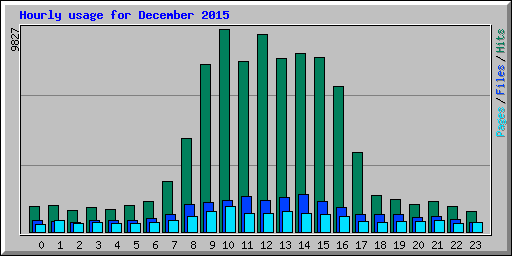 Hourly usage for December 2015
9827
Pages/Files/Hits
0 1 2 3 4 5 6 7 8 9 10 11 12 13 14 15 16 17 18 19 20 21 22 23